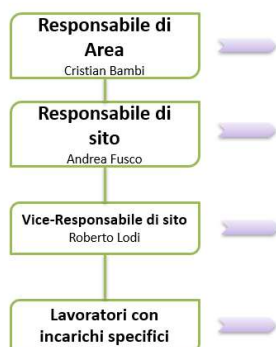 Responsabile di
Area
Cristian Bambi
Responsabile di
sito
Andrea Fusco
Vice-Responsabile di sito
Roberto Lodi
Lavoratori con
incarichi specifici